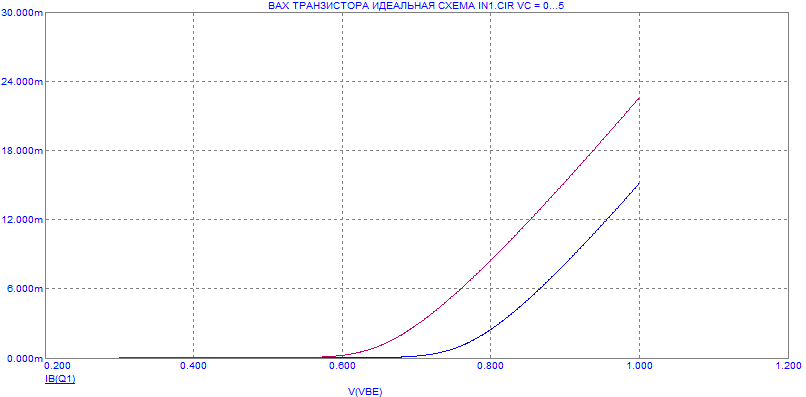 ВАХ ТРАНЗИСТОРА ИДЕАЛЬНАЯ СХЕМА IN1.CIR VC = 0...5
30.000m
24.000m
18.000m
12.000m
6.000m
0.000m
0.200 0.400 0.600 0.800 1.000 1.200
IB(Q1)
V(VBE)